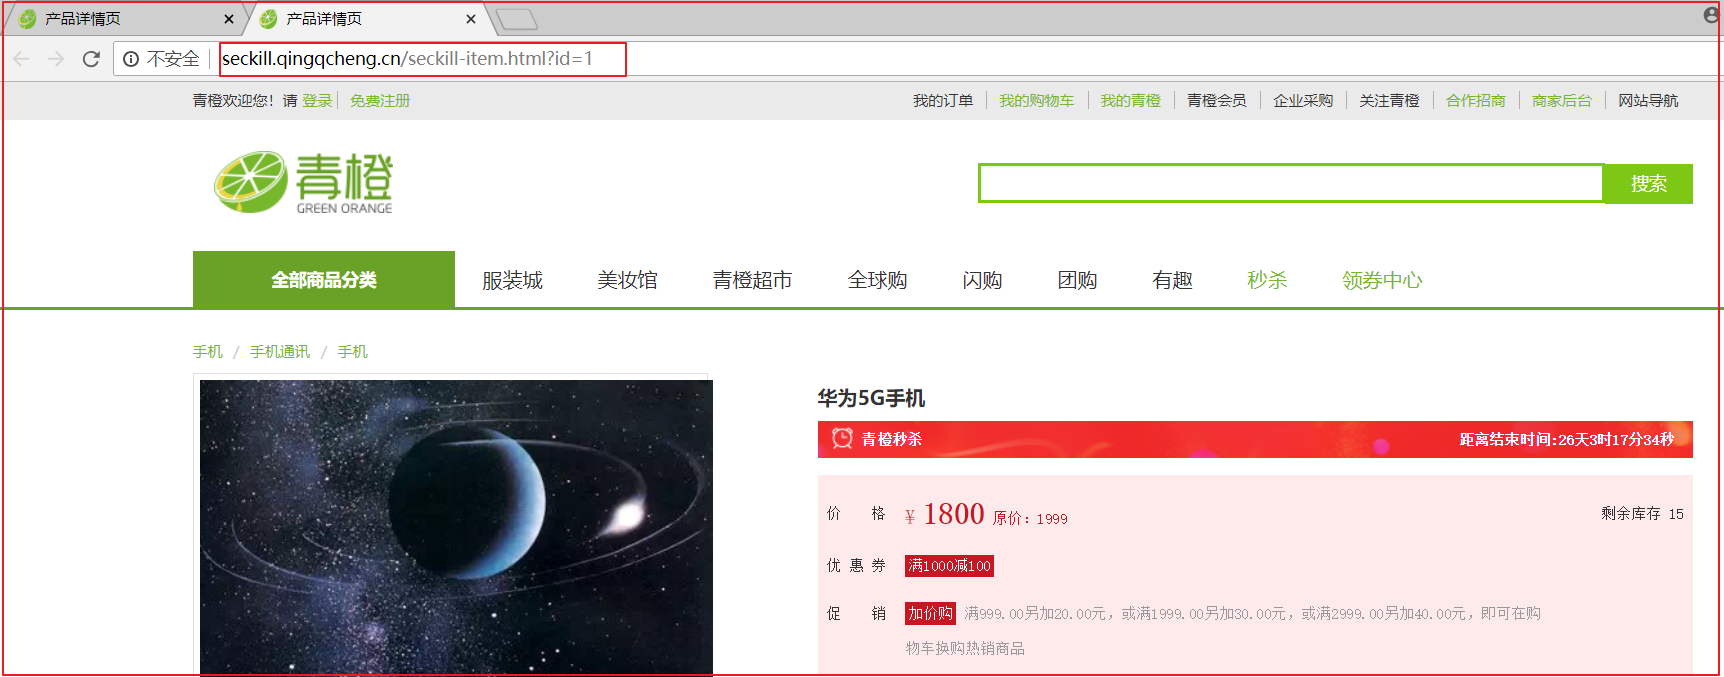 产品详情页 产品详情页
不安全 seckill.qingqcheng.cn/seckill-item.html?id=1
青橙欢迎您！请 登录 免费注册 我的订单 我的购物车 我的青橙 青橙会员 企业采购 关注青橙 合作招商 商家后台 网站导航
青橙
GREEN ORANGE
搜索
全部商品分类 服装城 美妆馆 青橙超市 全球购 闪购 团购 有趣 秒杀 领券中心
手机 / 手机通讯 / 手机
华为5G手机
青橙秒杀 距离结束时间:26天3时17分34秒
价 格 ¥ 1800 原价：1999 剩余库存 15
优 惠 券 满1000减100
促 销 加价购 满999.00另加20.00元，或满1999.00另加30.00元，或满2999.00另加40.00元，即可在购
物车换购热销商品